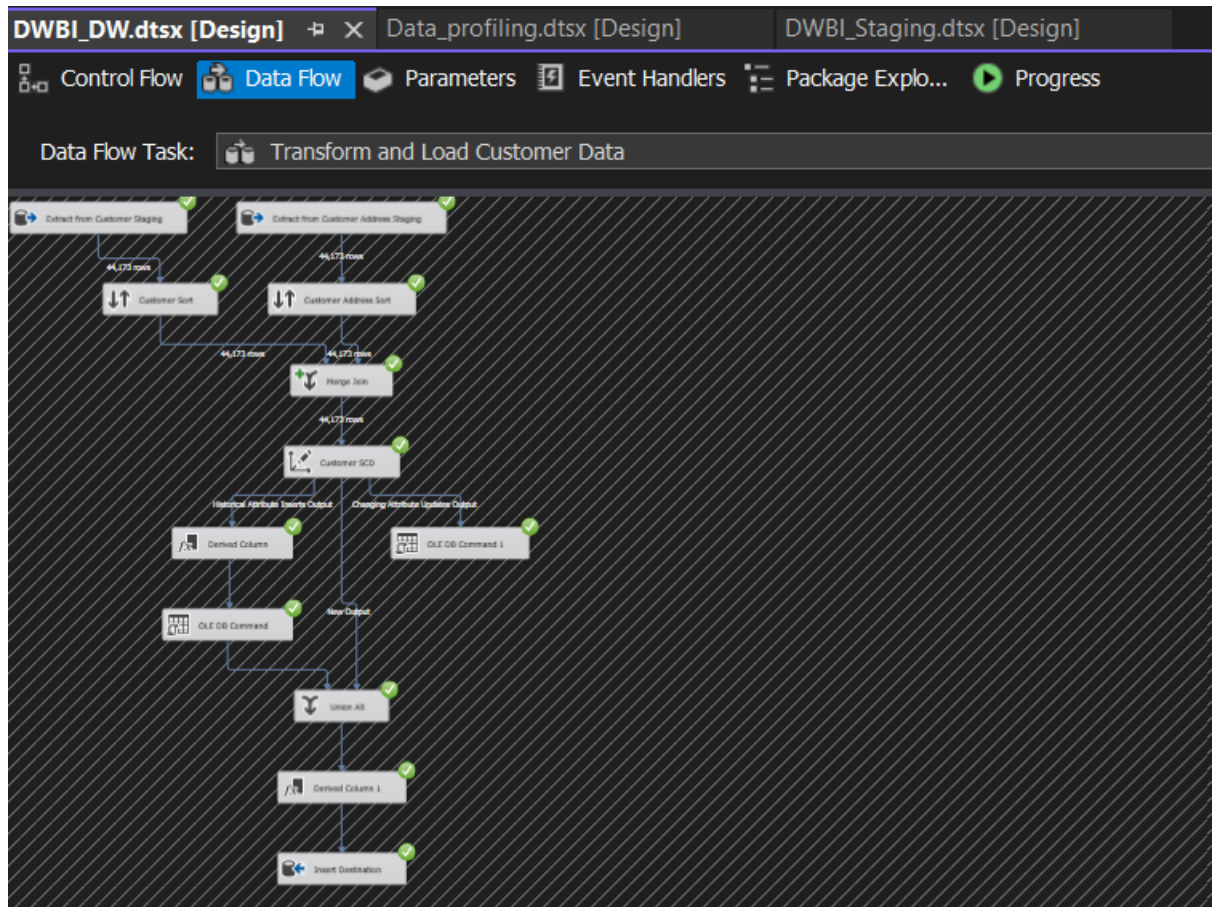 DWBI_DW.dtsx [Design] Data_profiling.dtsx [Design] DWBI_Staging.dtsx [Design]
Control Flow Data Flow Parameters Event Handlers Package Explo... Progress
Data Flow Task: Transform and Load Customer Data
Extract from Customer Staging Extract from Customer Address Staging
44,173 rows
44,173 rows
Customer Sort Customer Address Sort
44,173 rows 44,173 rows
Merge Join
44,173 rows
Customer SCD
Historical Attribute Inserts Output Changing Attribute Updates Output
Derived Column OLE DB Command 1
New Output
OLE DB Command
Union All
Derived Column 1
Insert Destination